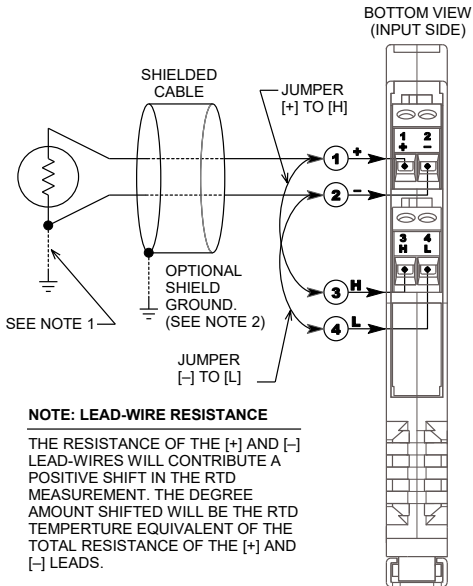 BOTTOM VIEW
(INPUT SIDE)
SHIELDED
CABLE
JUMPER
[+] TO [H]
1 2
+ –
3 4
H L
1 +
2 –
3 H
4 L
OPTIONAL
SHIELD
GROUND.
(SEE NOTE 2)
SEE NOTE 1
JUMPER
[–] TO [L]
NOTE: LEAD-WIRE RESISTANCE
THE RESISTANCE OF THE [+] AND [–]
LEAD-WIRES WILL CONTRIBUTE A
POSITIVE SHIFT IN THE RTD
MEASUREMENT. THE DEGREE
AMOUNT SHIFTED WILL BE THE RTD
TEMPERTURE EQUIVALENT OF THE
TOTAL RESISTANCE OF THE [+] AND
[–] LEADS.